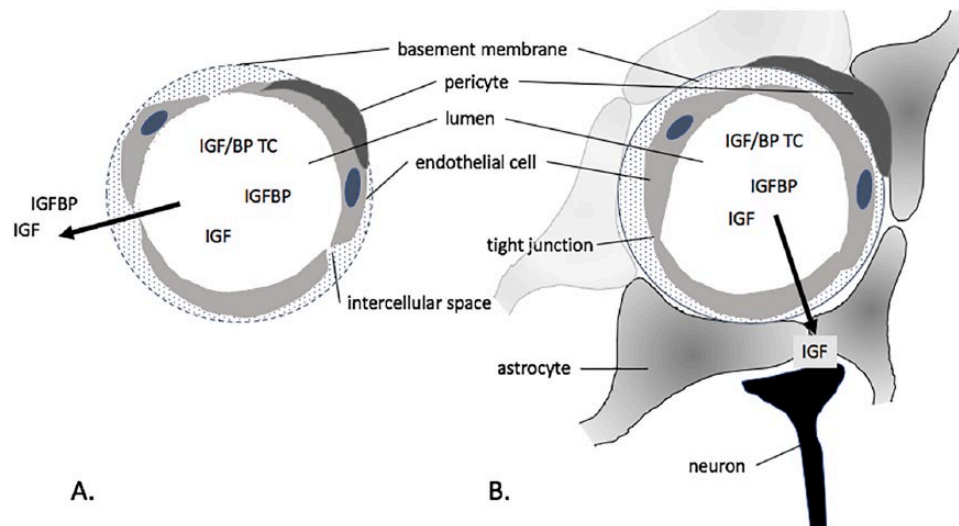 basement membrane
pericyte
lumen
endothelial cell
tight junction
intercellular space
astrocyte
neuron
IGF/BP TC
IGFBP
IGF
IGFBP
IGF
A.
IGF/BP TC
IGFBP
IGF
IGF
B.